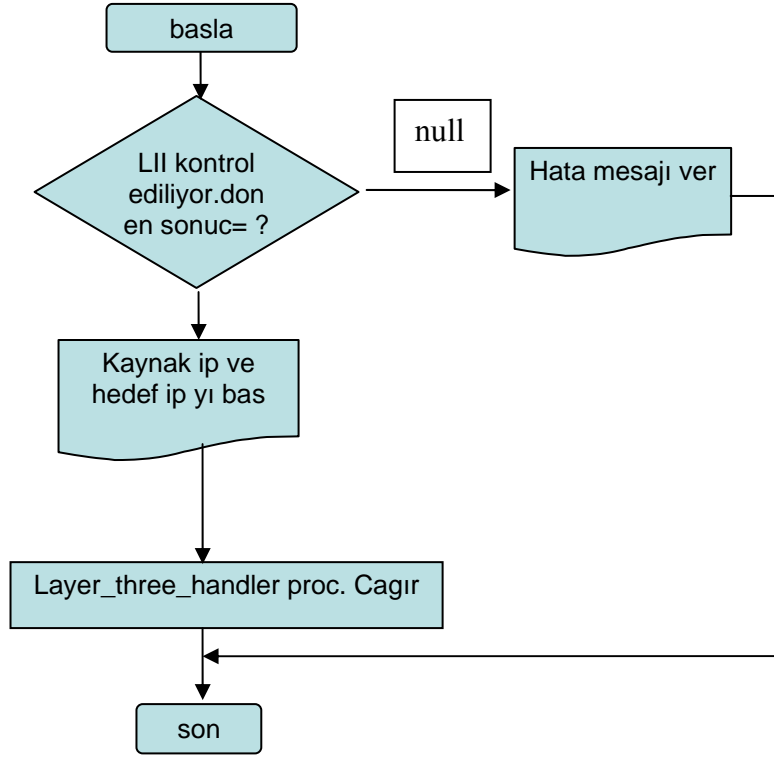 basla
LII kontrol
ediliyor.don
en sonuc= ?
null
Hata mesajı ver
Kaynak ip ve
hedef ip yı bas
Layer_three_handler proc. Cagır
son